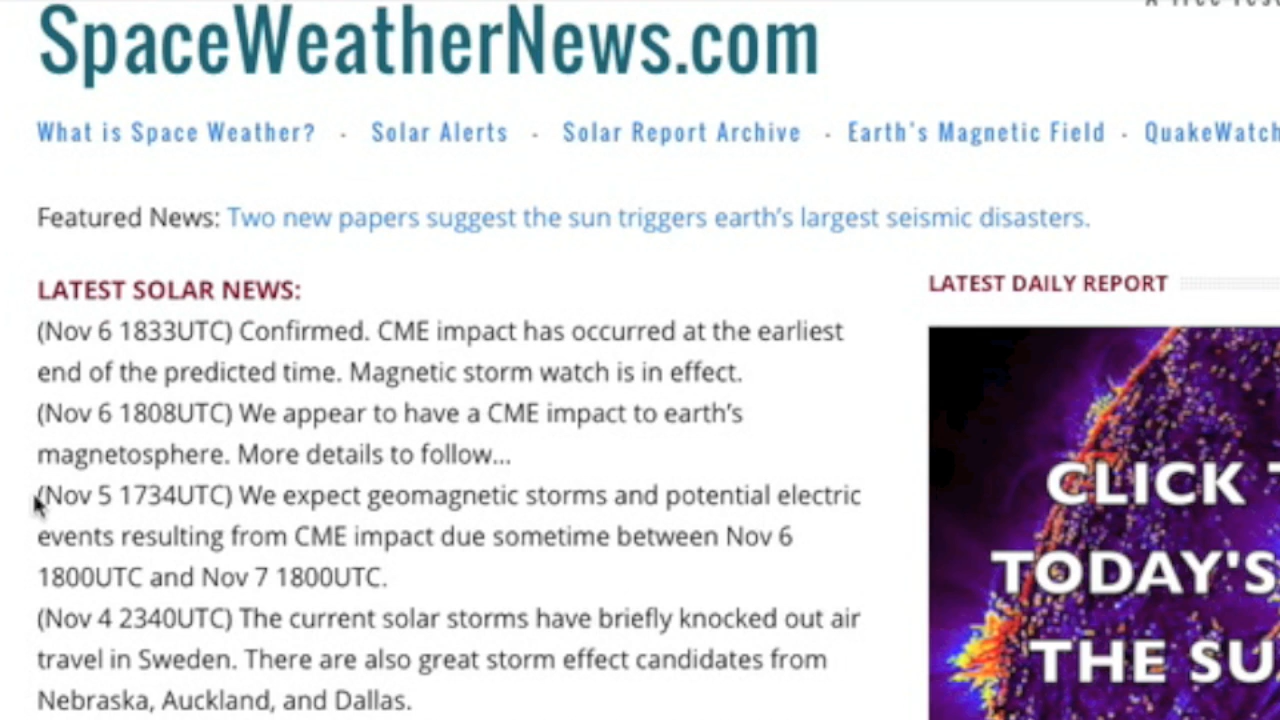 SpaceWeatherNews.com
What is Space Weather? · Solar Alerts · Solar Report Archive · Earth's Magnetic Field · QuakeWatch
Featured News: Two new papers suggest the sun triggers earth's largest seismic disasters.
LATEST SOLAR NEWS:
(Nov 6 1833UTC) Confirmed. CME impact has occurred at the earliest
end of the predicted time. Magnetic storm watch is in effect.
(Nov 6 1808UTC) We appear to have a CME impact to earth's
magnetosphere. More details to follow...
(Nov 5 1734UTC) We expect geomagnetic storms and potential electric
events resulting from CME impact due sometime between Nov 6
1800UTC and Nov 7 1800UTC.
(Nov 4 2340UTC) The current solar storms have briefly knocked out air
travel in Sweden. There are also great storm effect candidates from
Nebraska, Auckland, and Dallas.
LATEST DAILY REPORT
CLICK
TODAY'S
THE